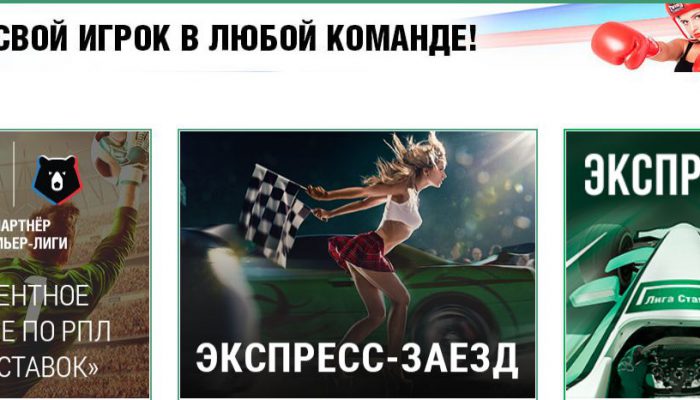 СВОЙ ИГРОК В ЛЮБОЙ КОМАНДЕ!
АРТНЁР
ЬЕР-ЛИГИ
ЕНТНОЕ
Е ПО РПЛ
СТАВОК»
ЭКСПРЕСС-ЗАЕЗД
ЭКСПР
Лига Став